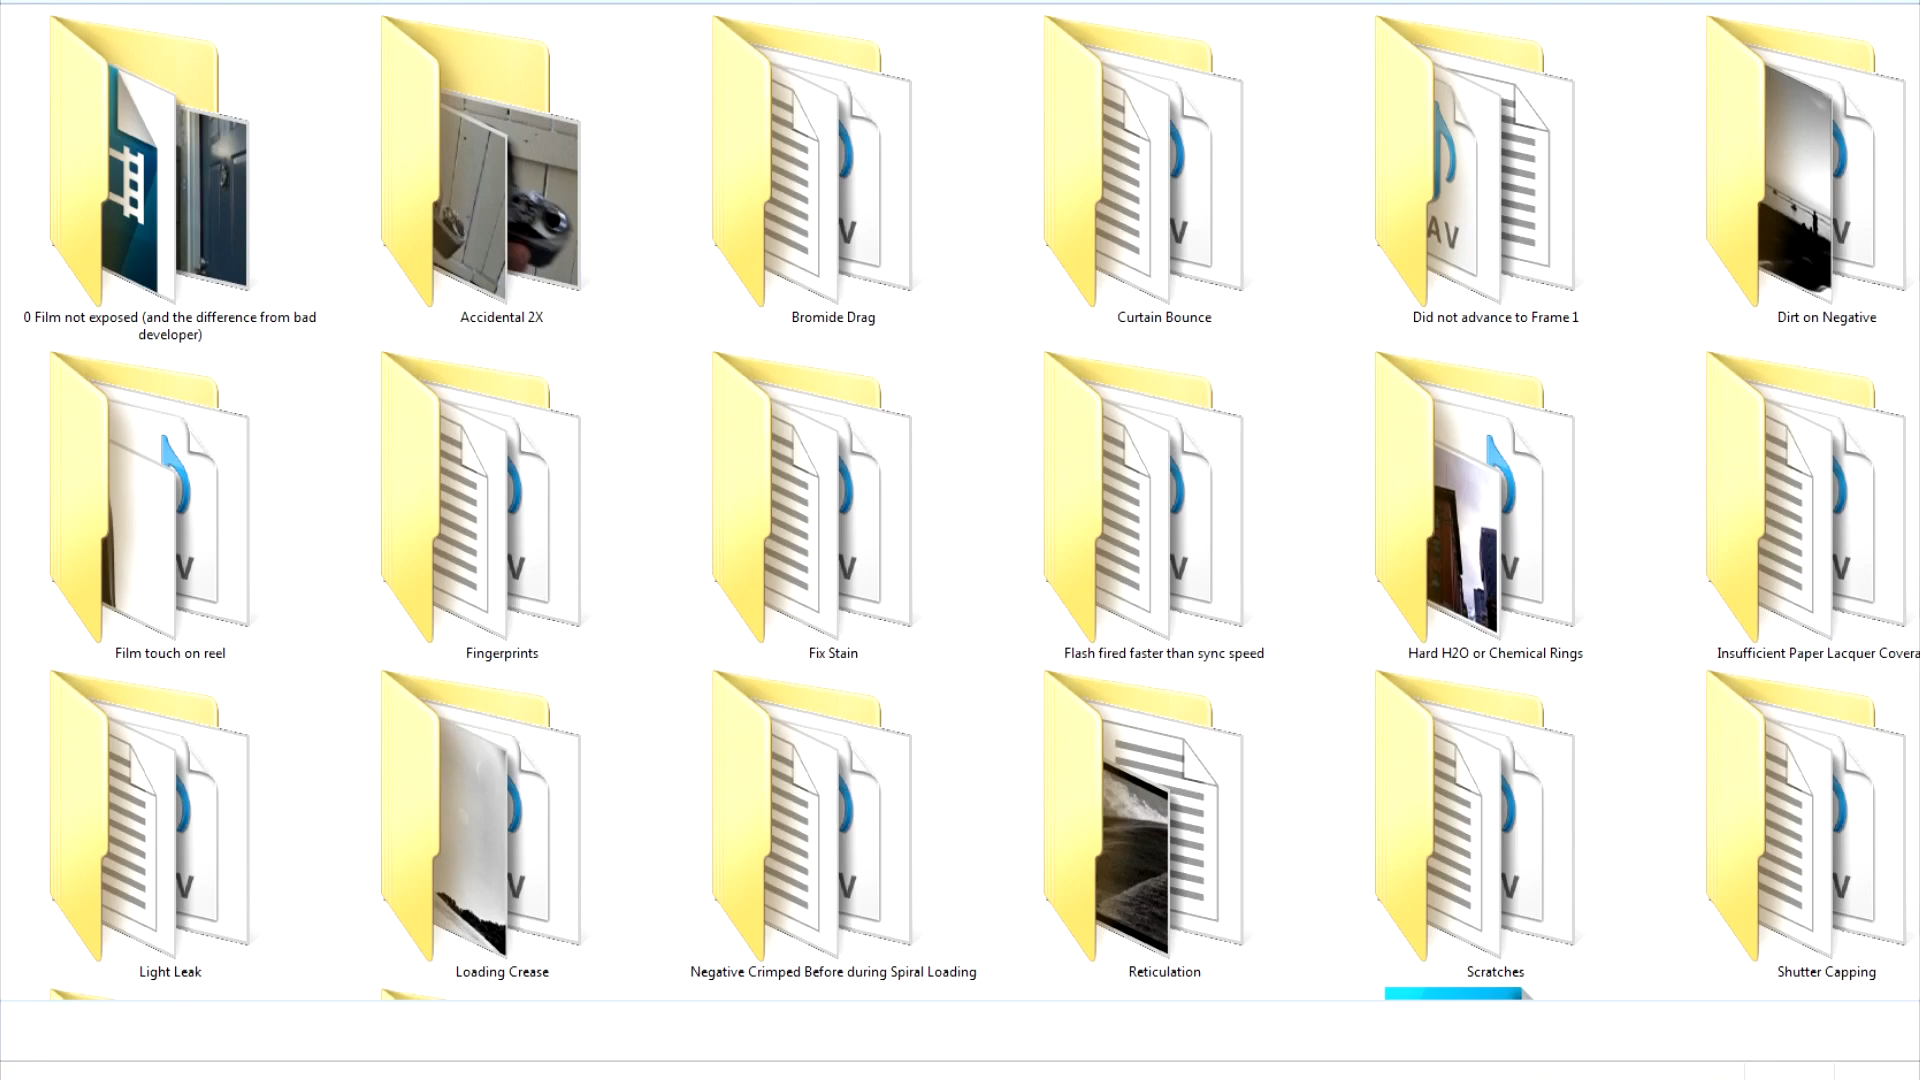 0 Film not exposed (and the difference from bad
developer)
Accidental 2X
Bromide Drag
Curtain Bounce
AV
Did not advance to Frame 1
V
Dirt on Negative
Film touch on reel
Fingerprints
Fix Stain
Flash fired faster than sync speed
Hard H2O or Chemical Rings
Insufficient Paper Lacquer Covera
Light Leak
Loading Crease
Negative Crimped Before during Spiral Loading
Reticulation
Scratches
Shutter Capping